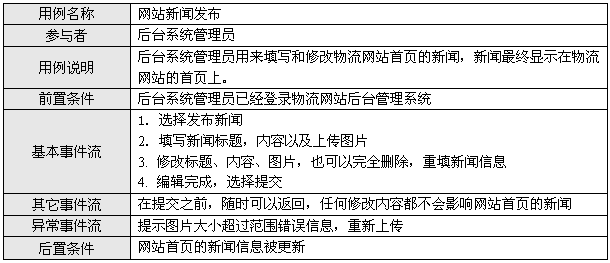 用例名称 网站新闻发布
参与者 后台系统管理员
用例说明 后台系统管理员用来填写和修改物流网站首页的新闻，新闻最终显示在物流
网站的首页上。
前置条件 后台系统管理员已经登录物流网站后台管理系统
基本事件流 1. 选择发布新闻
2. 填写新闻标题，内容以及上传图片
3. 修改标题、内容、图片，也可以完全删除，重填新闻信息
4. 编辑完成，选择提交
其它事件流 在提交之前，随时可以返回，任何修改内容都不会影响网站首页的新闻
异常事件流 提示图片大小超过范围错误信息，重新上传
后置条件 网站首页的新闻信息被更新